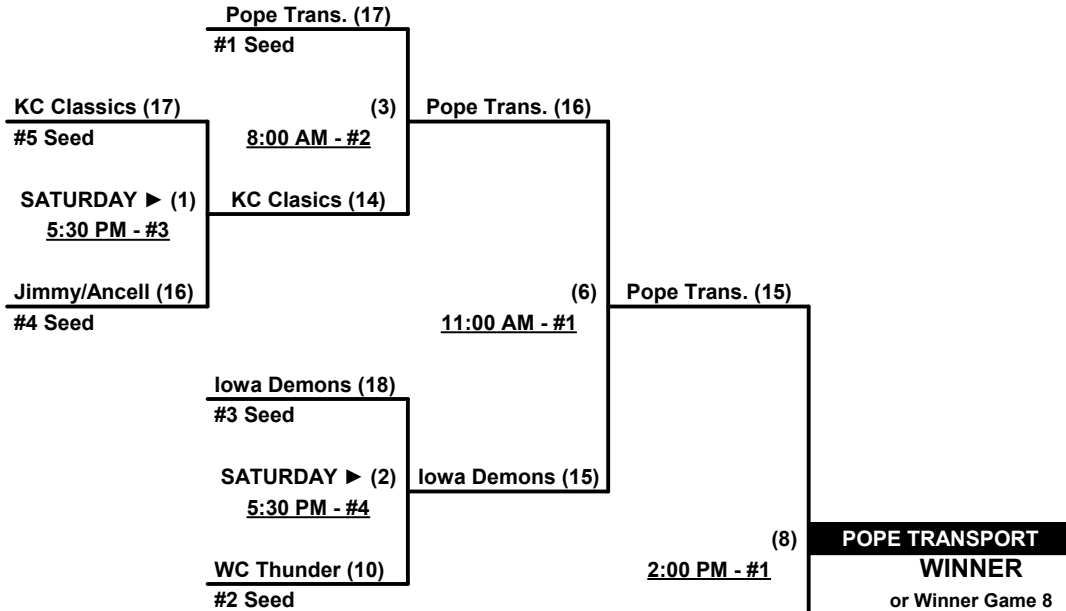 Pope Trans. (17)
#1 Seed
KC Classics (17)
(3)
Pope Trans. (16)
#5 Seed
8:00 AM - #2
SATURDAY ► (1)
KC Clasics (14)
5:30 PM - #3
Jimmy/Ancell (16)
(6)
Pope Trans. (15)
#4 Seed
11:00 AM - #1
Iowa Demons (18)
#3 Seed
SATURDAY ► (2)
Iowa Demons (15)
5:30 PM - #4
(8)
POPE TRANSPORT
WC Thunder (10)
2:00 PM - #1
WINNER
#2 Seed
or Winner Game 8